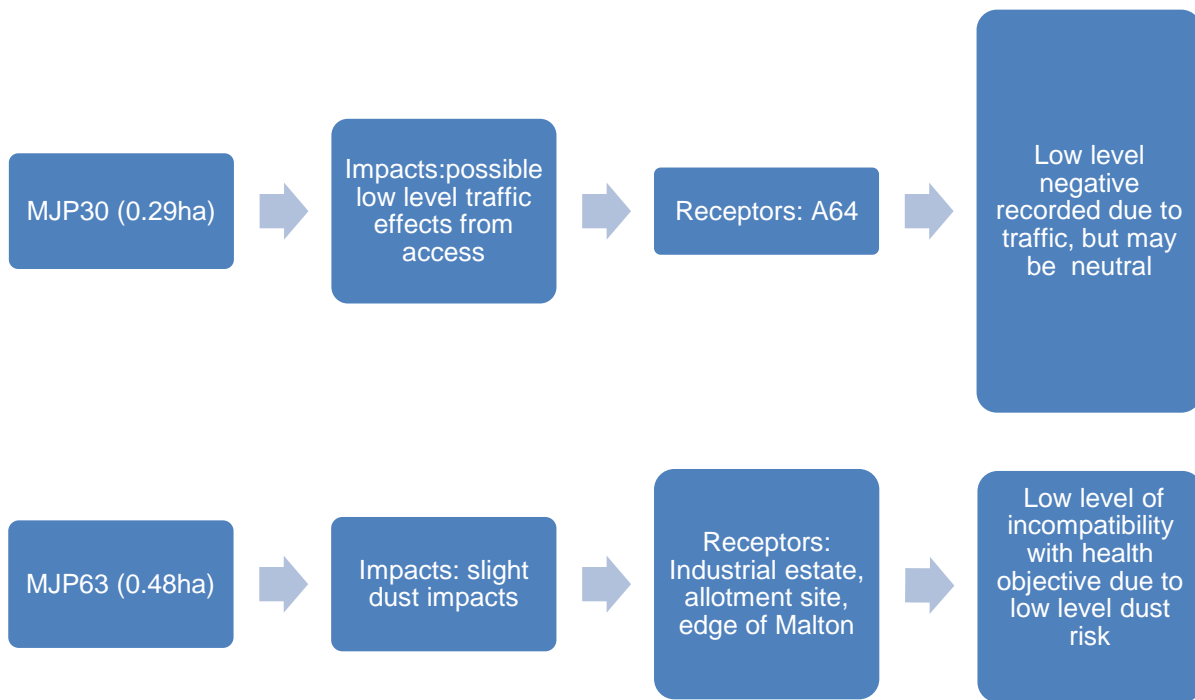 MJP30 (0.29ha)
Impacts:possible
low level traffic
effects from
access
Receptors: A64
Low level
negative
recorded due to
traffic, but may
be neutral
MJP63 (0.48ha)
Impacts: slight
dust impacts
Receptors:
Industrial estate,
allotment site,
edge of Malton
Low level of
incompatibility
with health
objective due to
low level dust
risk